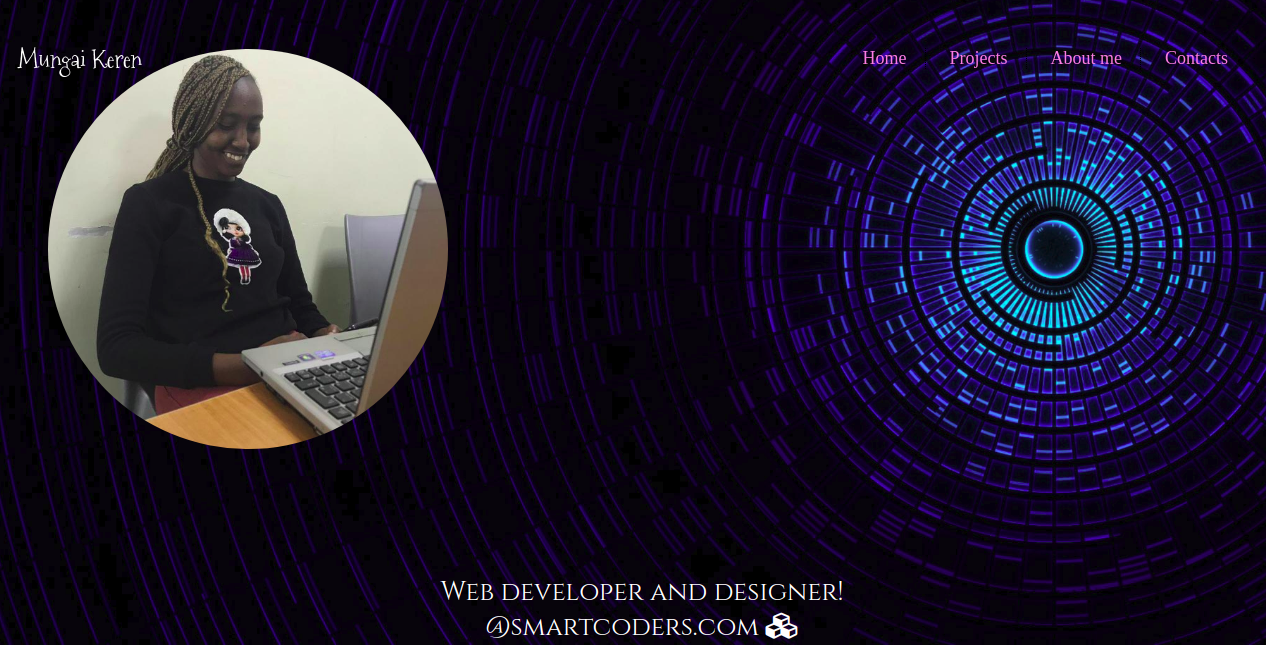 Mungai Keren
Home Projects About me Contacts
Web developer and designer!
@smartcoders.com